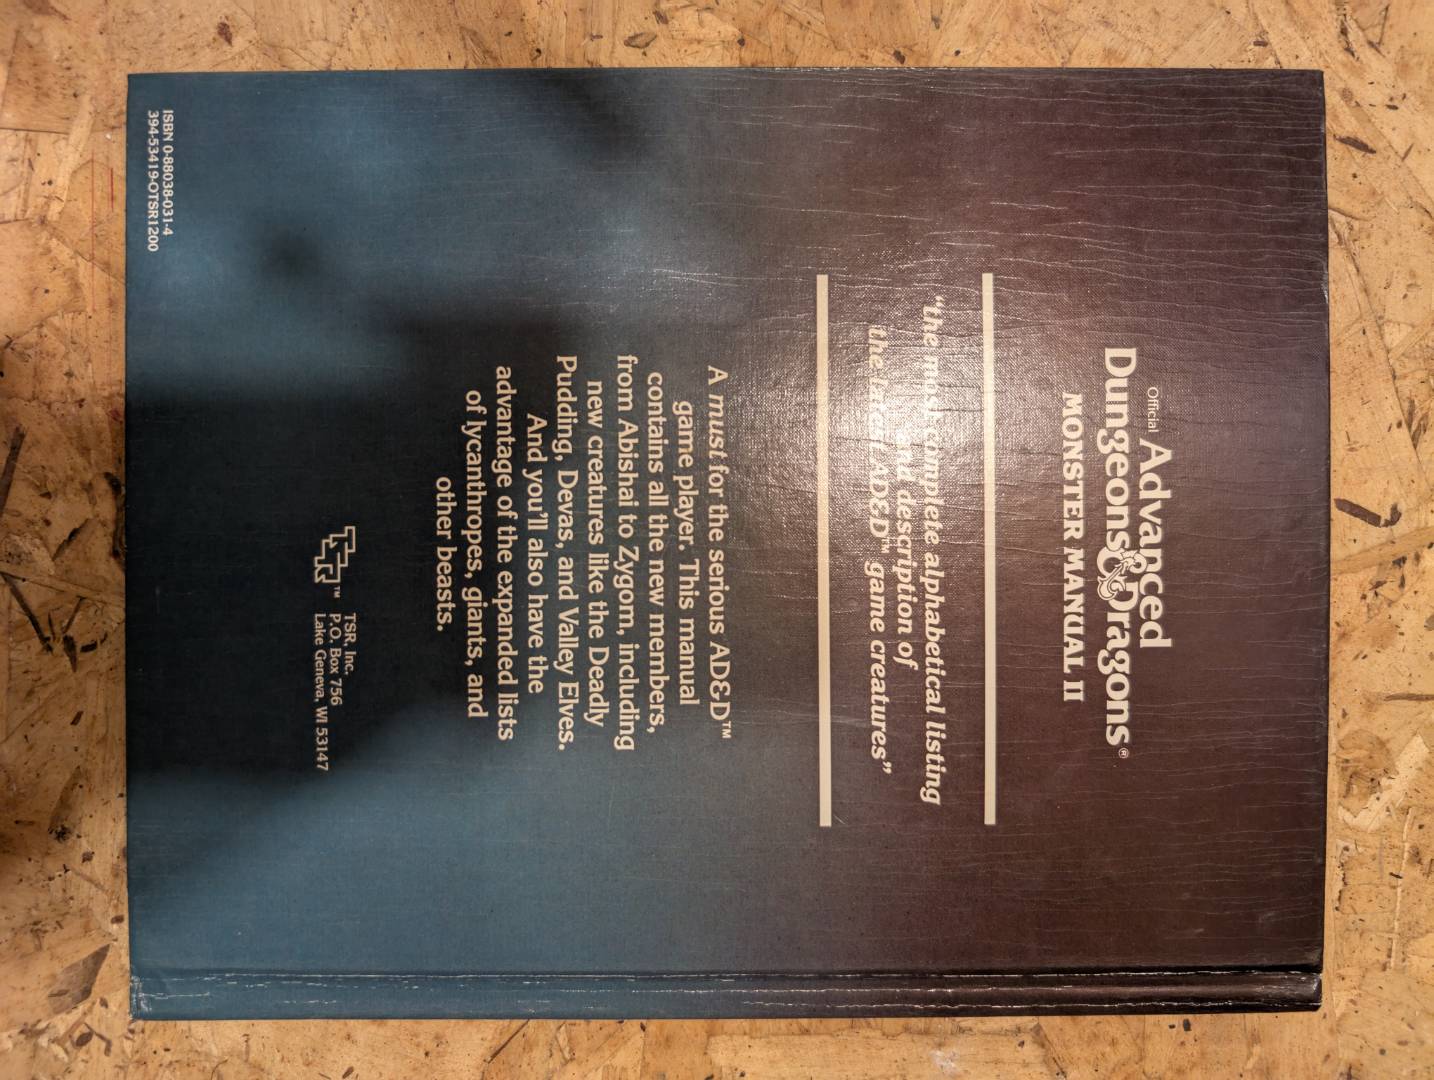 Official Advanced
Dungeons & Dragons®
MONSTER MANUAL II
"the most complete alphabetical listing
and description of
the latest AD&D™ game creatures"
A must for the serious AD&D™
game player. This manual
contains all the new members,
from Abishai to Zygom, including
new creatures like the Deadly
Pudding, Devas, and Valley Elves.
And you'll also have the
advantage of the expanded lists
of lycanthropes, giants, and
other beasts.
TSR™
TSR, Inc.
P.O. Box 756
Lake Geneva, WI 53147
ISBN 0-88038-031-4
394-53419-OTSR1200